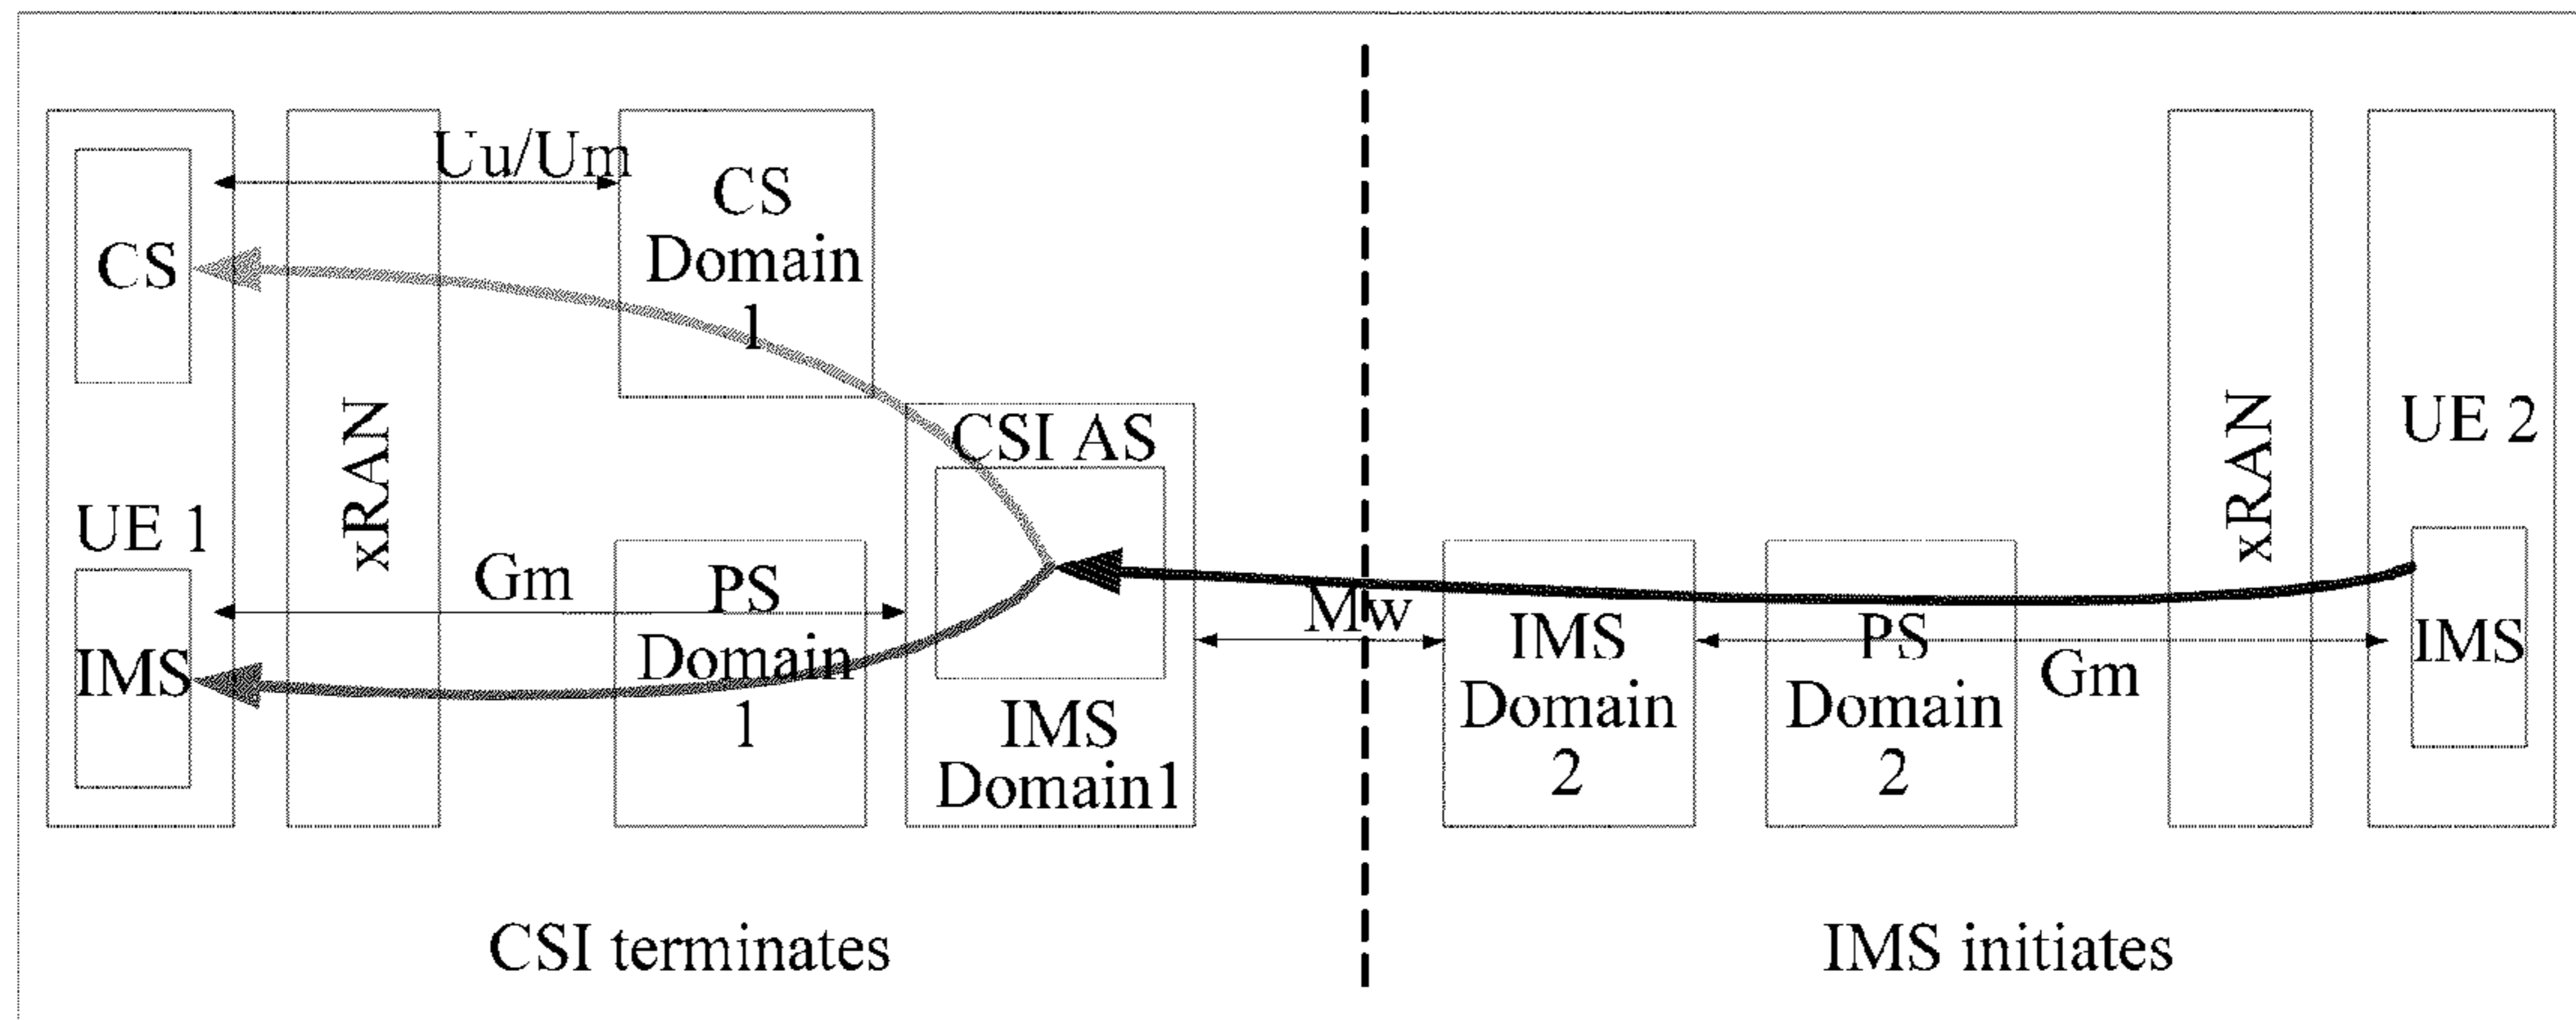 Uu/Um
CS
Domain
1
CS
CSI AS
UE 1
xRAN
Gm
PS
Domain
1
IMS
IMS
Domain1
Mw
IMS
Domain
2
PS
Domain
2
Gm
xRAN
UE 2
IMS
CSI terminates
IMS initiates